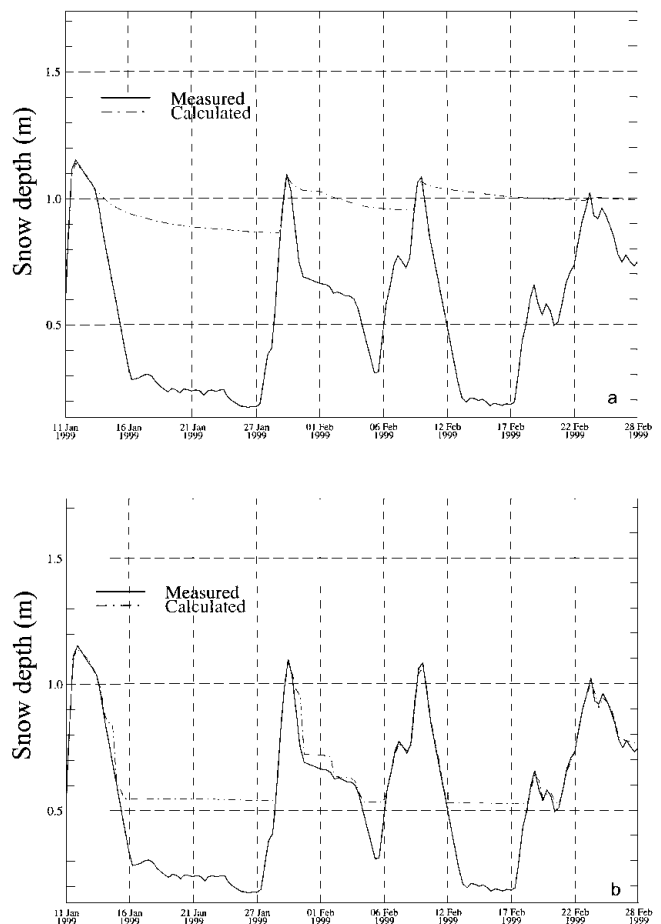 1.5
Measured
Calculated
Snow depth (m)
1.0
0.5
a
11 Jan 16 Jan 21 Jan 27 Jan 01 Feb 06 Feb 12 Feb 17 Feb 22 Feb 28 Feb
1999 1999 1999 1999 1999 1999 1999 1999 1999 1999
1.5
Measured
Calculated
Snow depth (m)
1.0
0.5
b
11 Jan 16 Jan 21 Jan 27 Jan 01 Feb 06 Feb 12 Feb 17 Feb 22 Feb 28 Feb
1999 1999 1999 1999 1999 1999 1999 1999 1999 1999